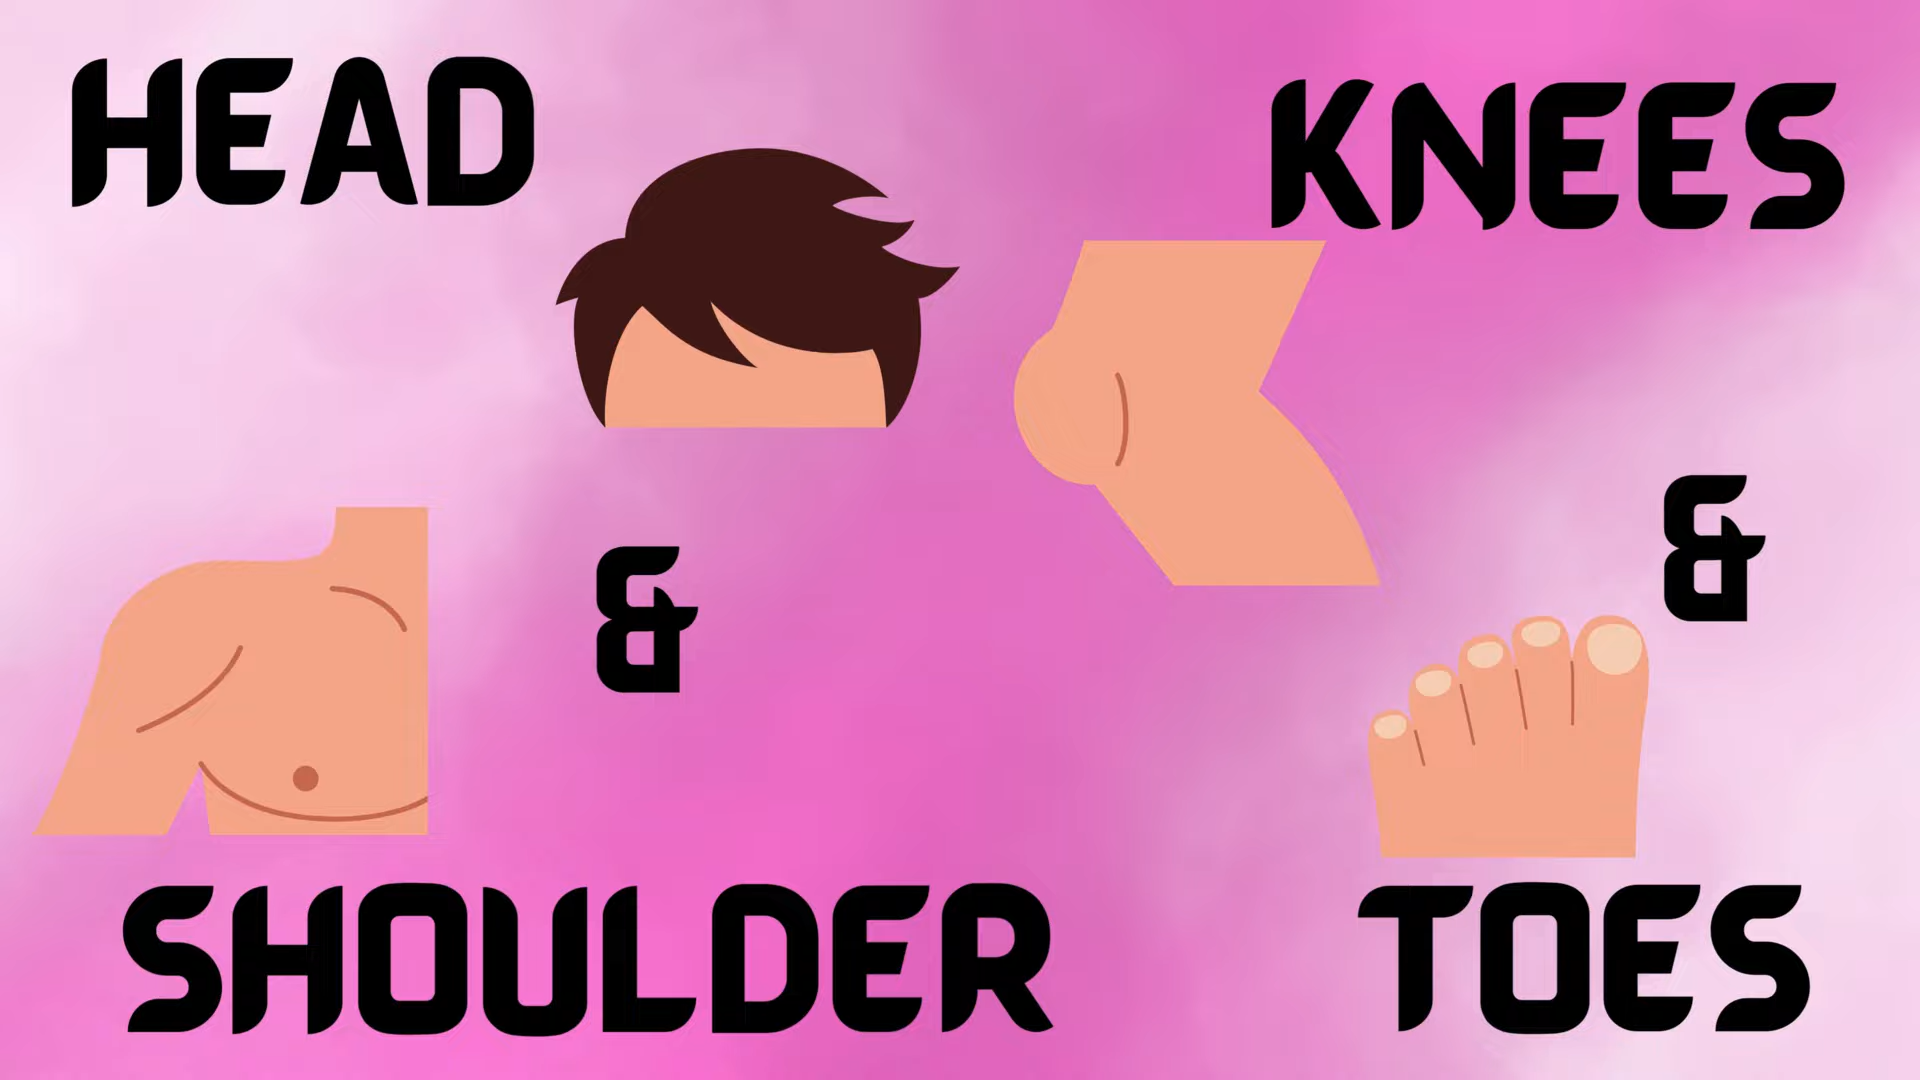 HEAD
&
SHOULDER
KNEES
&
TOES